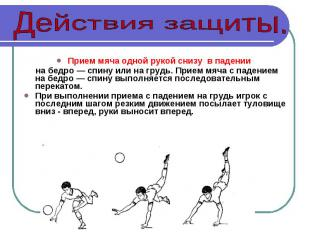 Действия защиты.
Прием мяча одной рукой снизу в падении
на бедро — спину или на грудь. Прием мяча с падением
на бедро — спину выполняется последовательным
перекатом.
При выполнении приема с падением на грудь игрок с
последним шагом резким движением посылает туловище
вниз - вперед, руки выносит вперед.